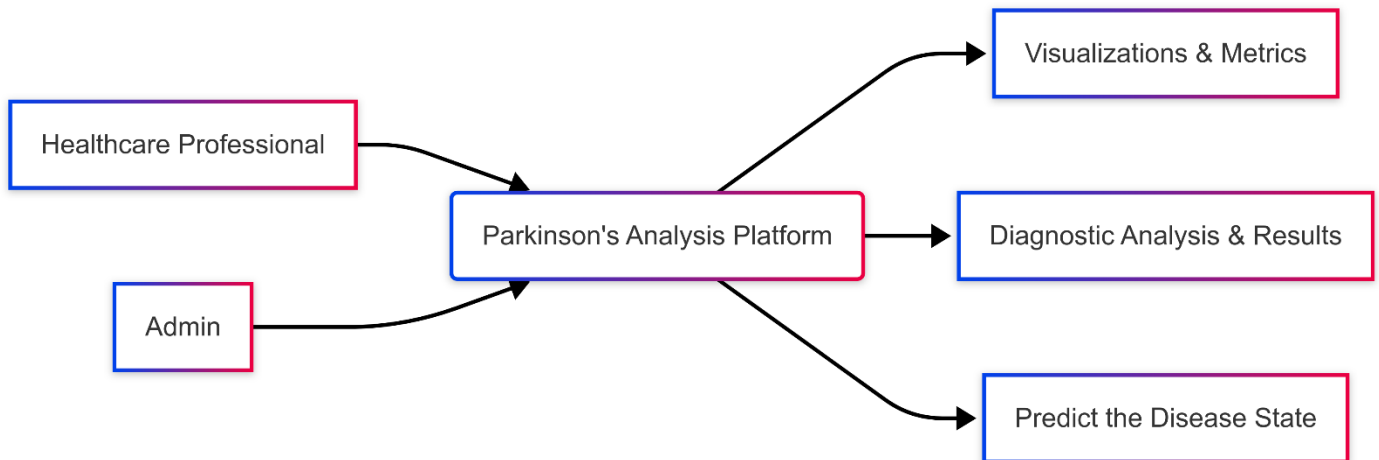 Healthcare Professional
Admin
Parkinson's Analysis Platform
Visualizations & Metrics
Diagnostic Analysis & Results
Predict the Disease State